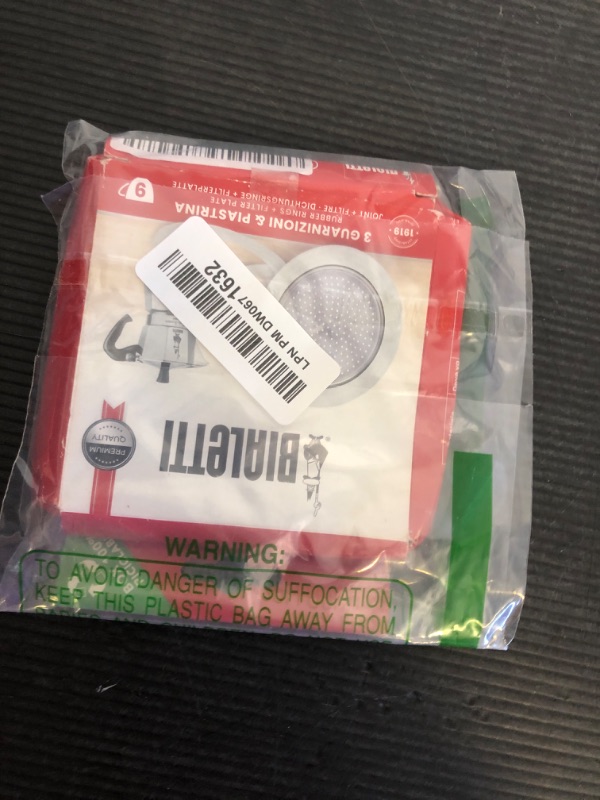 BIALETTI
3 GUARNIZIONI & PIASTRINA
RUBBER RINGS + FILTER PLATE
JOINT + FILTRE - DICHTUNGSRINGE + FILTERPLATTE
1919
9
LPN PM DW0671632
BIALETTI
PREMIUM
QUALITY
WARNING:
TO AVOID DANGER OF SUFFOCATION,
KEEP THIS PLASTIC BAG AWAY FROM